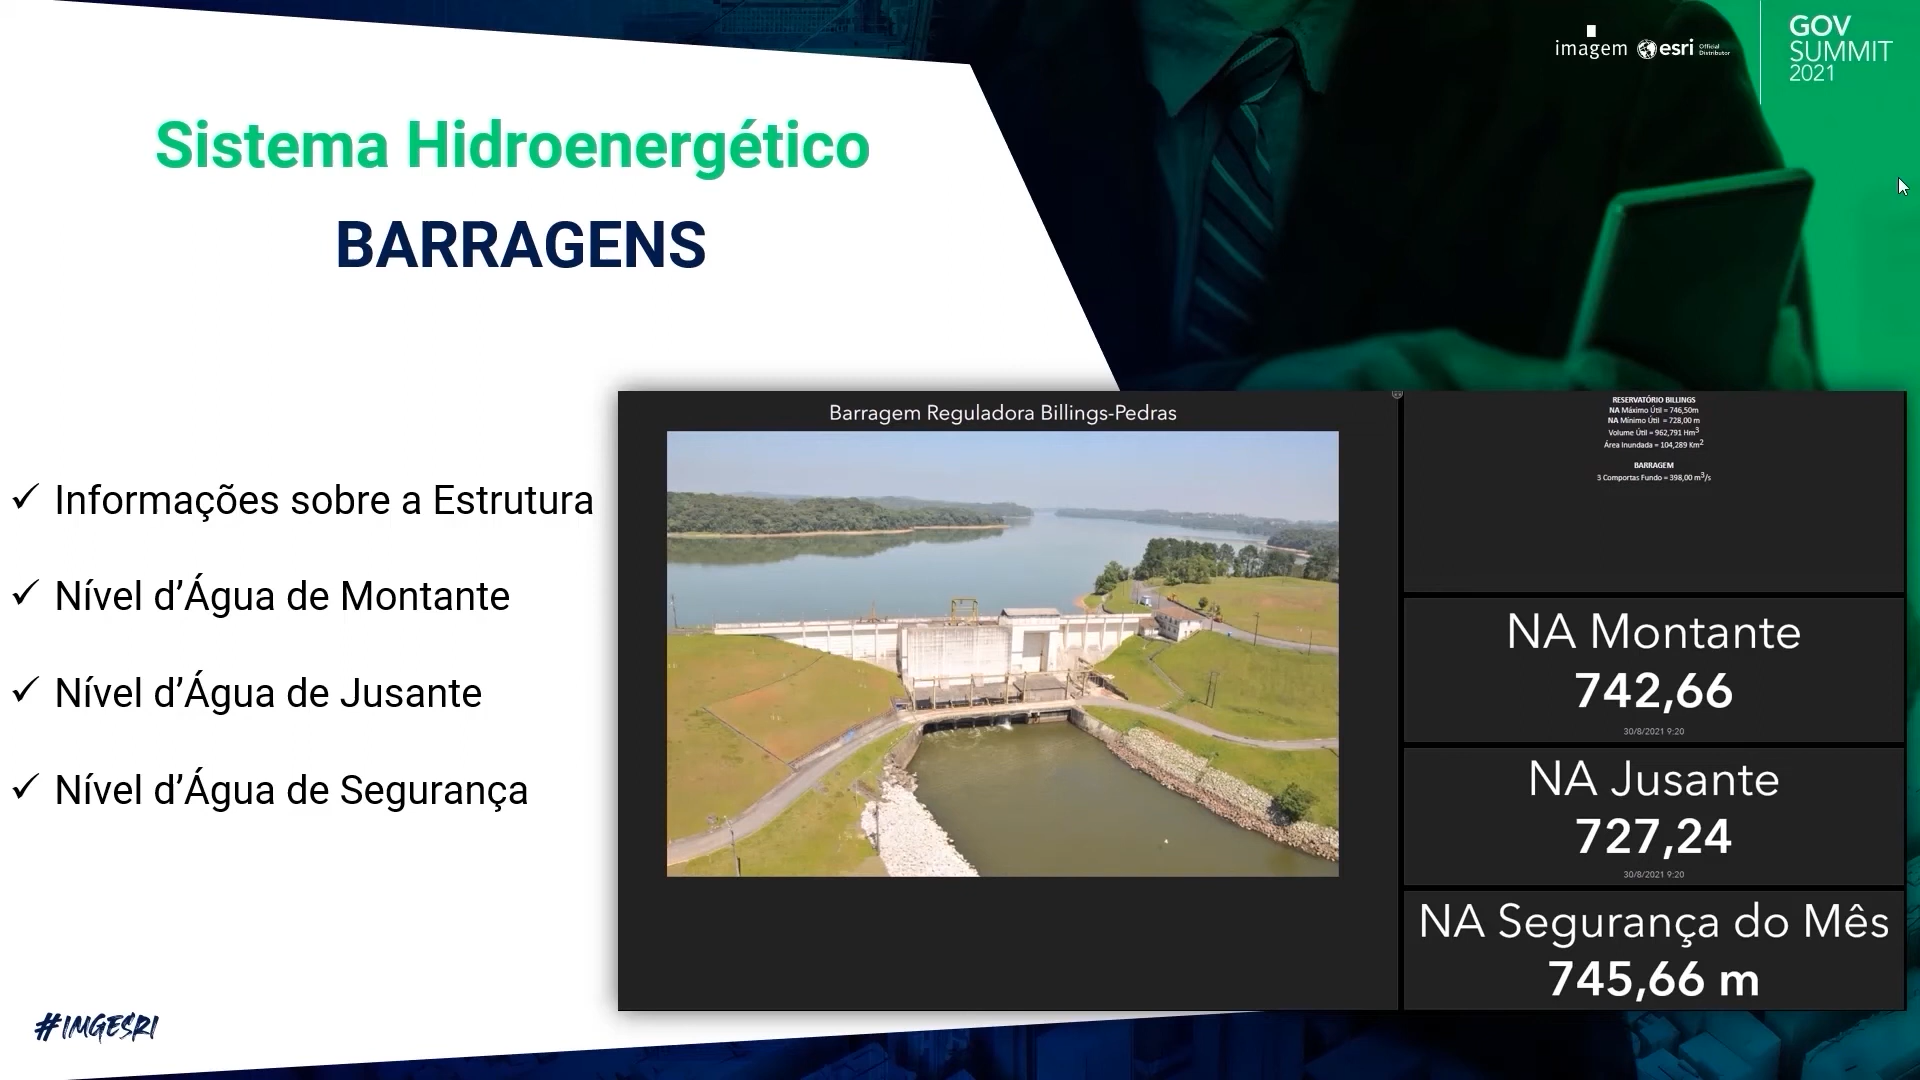 imagem esri Official Distributor
GOV
SUMMIT
2021
Sistema Hidroenergético
BARRAGENS
✓ Informações sobre a Estrutura
✓ Nível d’Água de Montante
✓ Nível d’Água de Jusante
✓ Nível d’Água de Segurança
Barragem Reguladora Billings-Pedras
RESERVATÓRIO BILLINGS
NA Máximo Útil = 746,50m
NA Mínimo Útil = 728,00 m
Volume Útil = 962,791 Hm³
Área Inundada = 104,289 Km²
BARRAGEM
3 Comportas Fundo = 398,00 m³/s
NA Montante
742,66
30/8/2021 9:20
NA Jusante
727,24
30/8/2021 9:20
NA Segurança do Mês
745,66 m
#IMGESRI